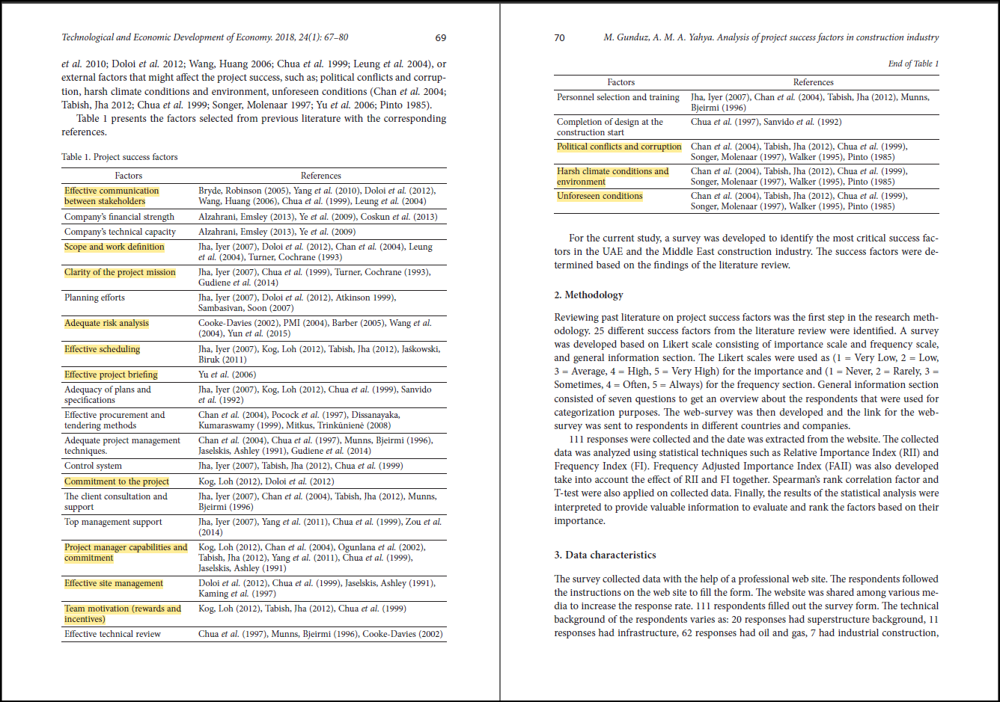 Technological and Economic Development of Economy. 2018, 24(1): 67–80 69
et al. 2010; Doloi et al. 2012; Wang, Huang 2006; Chua et al. 1999; Leung et al. 2004), or
external factors that might affect the project success, such as; political conflicts and corrup-
tion, harsh climate conditions and environment, unforeseen conditions (Chan et al. 2004;
Tabish, Jha 2012; Chua et al. 1999; Songer, Molenaar 1997; Yu et al. 2006; Pinto 1985).
Table 1 presents the factors selected from previous literature with the corresponding
references.
Table 1. Project success factors
Factors References
Effective communication Bryde, Robinson (2005), Yang et al. (2010), Doloi et al. (2012),
between stakeholders Wang, Huang (2006), Chua et al. (1999), Leung et al. (2004)
Company's financial strength Alzahrani, Emsley (2013), Ye et al. (2009), Coskun et al. (2013)
Company's technical capacity Alzahrani, Emsley (2013), Ye et al. (2009)
Scope and work definition Jha, Iyer (2007), Doloi et al. (2012), Chan et al. (2004), Leung
et al. (2004), Turner, Cochrane (1993)
Clarity of the project mission Jha, Iyer (2007), Chua et al. (1999), Turner, Cochrane (1993),
Gudiene et al. (2014)
Planning efforts Jha, Iyer (2007), Doloi et al. (2012), Atkinson 1999),
Sambasivan, Soon (2007)
Adequate risk analysis Cooke-Davies (2002), PMI (2004), Barber (2005), Wang et al.
(2004), Yun et al. (2015)
Effective scheduling Jha, Iyer (2007), Kog, Loh (2012), Tabish, Jha (2012), Jaśkowski,
Biruk (2011)
Effective project briefing Yu et al. (2006)
Adequacy of plans and Jha, Iyer (2007), Kog, Loh (2012), Chua et al. (1999), Sanvido
specifications et al. (1992)
Effective procurement and Chan et al. (2004), Pocock et al. (1997), Dissanayaka,
tendering methods Kumaraswamy (1999), Mitkus, Trinkūnienė (2008)
Adequate project management Chan et al. (2004), Chua et al. (1997), Munns, Bjeirmi (1996),
techniques. Jaselskis, Ashley (1991), Gudiene et al. (2014)
Control system Jha, Iyer (2007), Tabish, Jha (2012), Chua et al. (1999)
Commitment to the project Kog, Loh (2012), Doloi et al. (2012)
The client consultation and Jha, Iyer (2007), Chan et al. (2004), Tabish, Jha (2012), Munns,
support Bjeirmi (1996)
Top management support Jha, Iyer (2007), Yang et al. (2011), Chua et al. (1999), Zou et al.
(2014)
Project manager capabilities and Kog, Loh (2012), Chan et al. (2004), Ogunlana et al. (2002),
commitment Tabish, Jha (2012), Yang et al. (2011), Chua et al. (1999),
Jaselskis, Ashley (1991)
Effective site management Doloi et al. (2012), Chua et al. (1999), Jaselskis, Ashley (1991),
Kaming et al. (1997)
Team motivation (rewards and Kog, Loh (2012), Tabish, Jha (2012), Chua et al. (1999)
incentives)
Effective technical review Chua et al. (1997), Munns, Bjeirmi (1996), Cooke-Davies (2002)
70 M. Gunduz, A. M. A. Yahya. Analysis of project success factors in construction industry
End of Table 1
Factors References
Personnel selection and training Jha, Iyer (2007), Chan et al. (2004), Tabish, Jha (2012), Munns,
Bjeirmi (1996)
Completion of design at the Chua et al. (1997), Sanvido et al. (1992)
construction start
Political conflicts and corruption Chan et al. (2004), Tabish, Jha (2012), Chua et al. (1999),
Songer, Molenaar (1997), Walker (1995), Pinto (1985)
Harsh climate conditions and Chan et al. (2004), Tabish, Jha (2012), Chua et al. (1999),
environment Songer, Molenaar (1997), Walker (1995), Pinto (1985)
Unforeseen conditions Chan et al. (2004), Tabish, Jha (2012), Chua et al. (1999),
Songer, Molenaar (1997), Walker (1995), Pinto (1985)
For the current study, a survey was developed to identify the most critical success fac-
tors in the UAE and the Middle East construction industry. The success factors were de-
termined based on the findings of the literature review.
2. Methodology
Reviewing past literature on project success factors was the first step in the research meth-
odology. 25 different success factors from the literature review were identified. A survey
was developed based on Likert scale consisting of importance scale and frequency scale,
and general information section. The Likert scales were used as (1 = Very Low, 2 = Low,
3 = Average, 4 = High, 5 = Very High) for the importance and (1 = Never, 2 = Rarely, 3 =
Sometimes, 4 = Often, 5 = Always) for the frequency section. General information section
consisted of seven questions to get an overview about the respondents that were used for
categorization purposes. The web-survey was then developed and the link for the web-
survey was sent to respondents in different countries and companies.
111 responses were collected and the date was extracted from the website. The collected
data was analyzed using statistical techniques such as Relative Importance Index (RII) and
Frequency Index (FI). Frequency Adjusted Importance Index (FAII) was also developed
take into account the effect of RII and FI together. Spearman's rank correlation factor and
T-test were also applied on collected data. Finally, the results of the statistical analysis were
interpreted to provide valuable information to evaluate and rank the factors based on their
importance.
3. Data characteristics
The survey collected data with the help of a professional web site. The respondents followed
the instructions on the web site to fill the form. The website was shared among various me-
dia to increase the response rate. 111 respondents filled out the survey form. The technical
background of the respondents varies as: 20 responses had superstructure background, 11
responses had infrastructure, 62 responses had oil and gas, 7 had industrial construction,